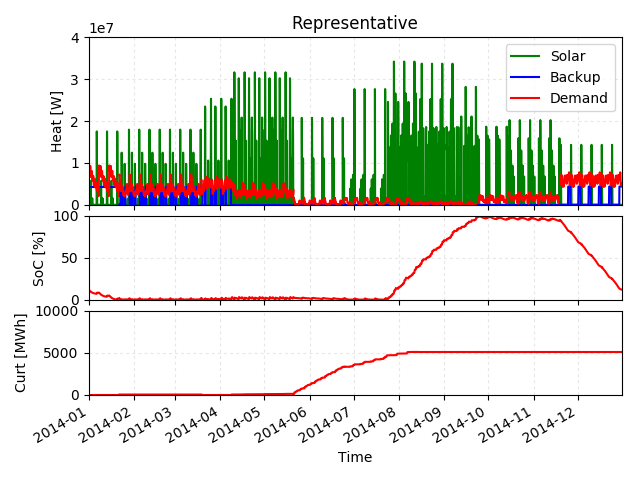 Representative
1e7
4
3
2
1
0
Heat [W]
Solar
Backup
Demand
100
50
0
SoC [%]
10000
5000
0
Curt [MWh]
2014-01
2014-02
2014-03
2014-04
2014-05
2014-06
2014-07
2014-08
2014-09
2014-10
2014-11
2014-12
Time